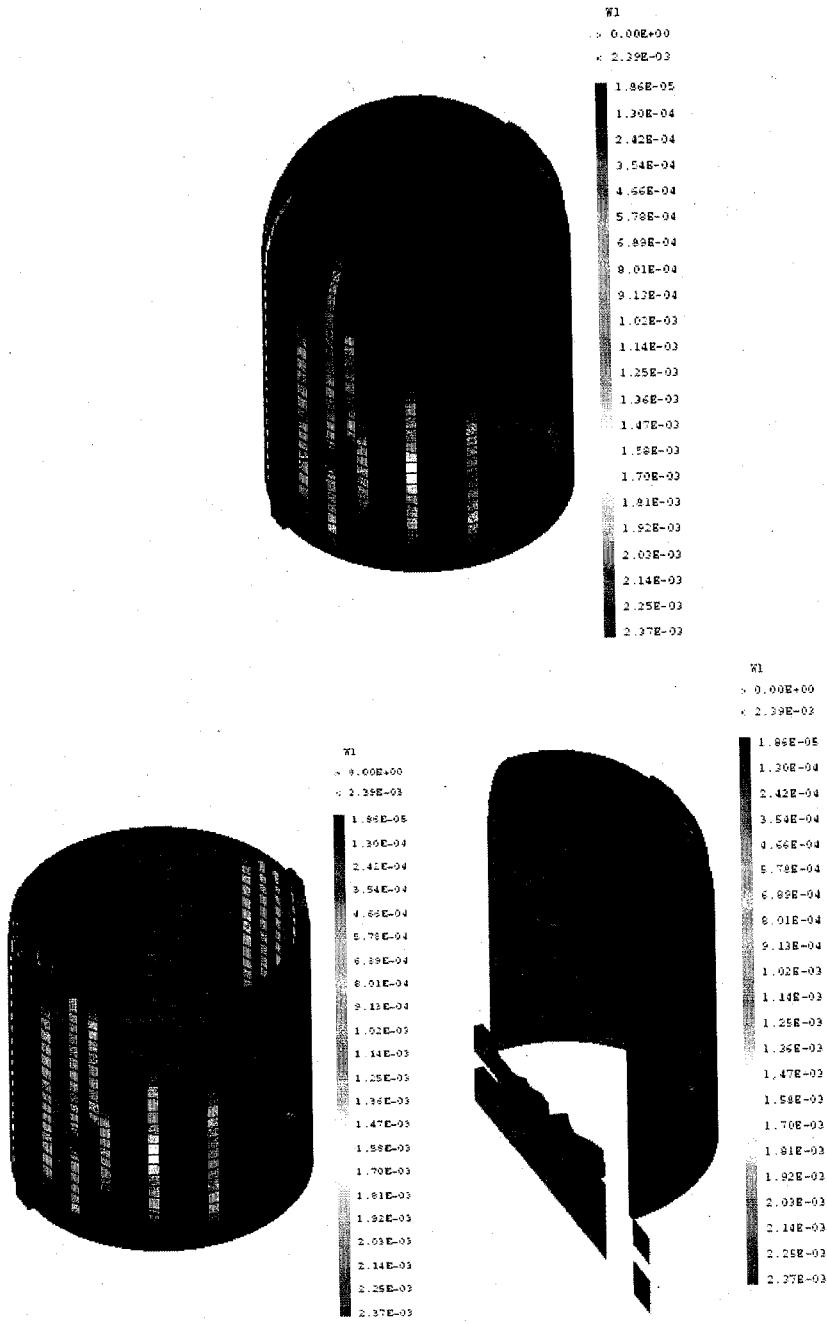 W1
> 0.00E+00
< 2.39E-03
1.86E-05
1.30E-04
2.42E-04
3.54E-04
4.66E-04
5.78E-04
6.89E-04
8.01E-04
9.13E-04
1.02E-03
1.14E-03
1.25E-03
1.36E-03
1.47E-03
1.58E-03
1.70E-03
1.81E-03
1.92E-03
2.03E-03
2.14E-03
2.25E-03
2.37E-03
W1
> 0.00E+00
< 2.39E-03
1.86E-05
1.30E-04
2.42E-04
3.54E-04
4.66E-04
5.78E-04
6.89E-04
8.01E-04
9.13E-04
1.02E-03
1.14E-03
1.25E-03
1.36E-03
1.47E-03
1.58E-03
1.70E-03
1.81E-03
1.92E-03
2.03E-03
2.14E-03
2.25E-03
2.37E-03
W1
> 0.00E+00
< 2.39E-03
1.86E-05
1.30E-04
2.42E-04
3.54E-04
4.66E-04
5.78E-04
6.89E-04
8.01E-04
9.13E-04
1.02E-03
1.14E-03
1.25E-03
1.36E-03
1.47E-03
1.58E-03
1.70E-03
1.81E-03
1.92E-03
2.03E-03
2.14E-03
2.25E-03
2.37E-03